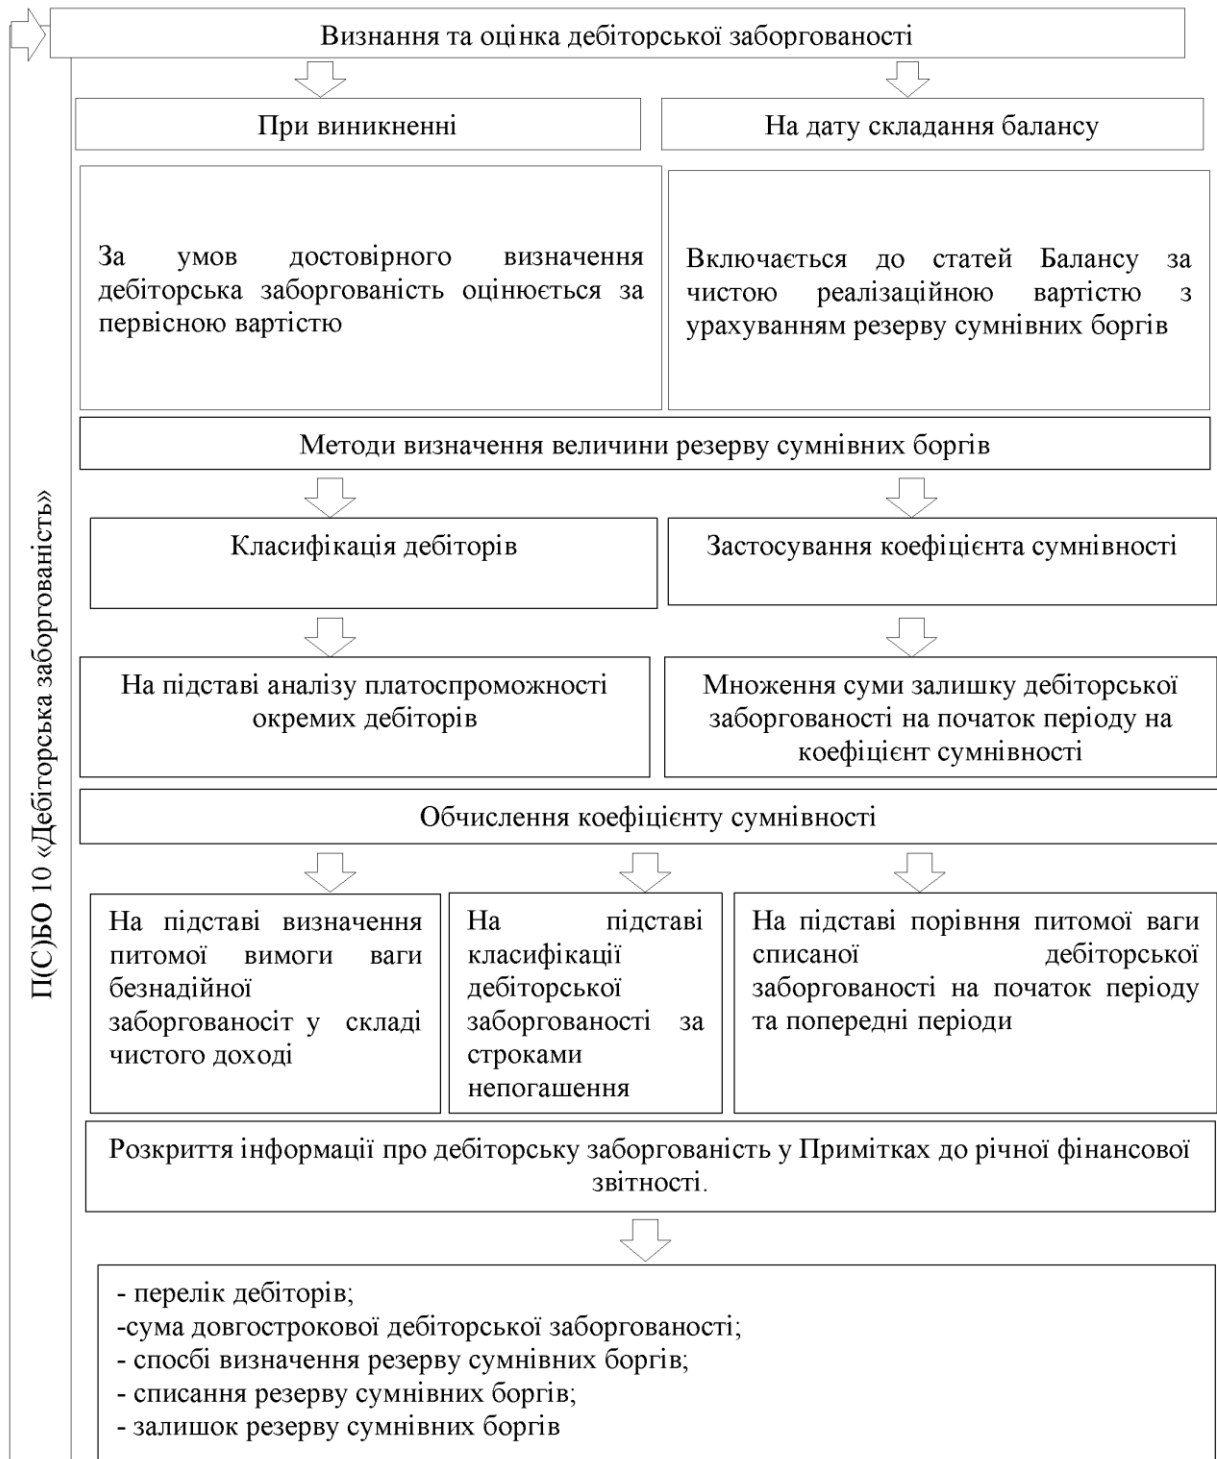 Визнання та оцінка дебіторської заборгованості
При виникненні
На дату складання балансу
За умов достовірного визначення
дебіторська заборгованість оцінюється за
первісною вартістю
Включається до статей Балансу за
чистою реалізаційною вартістю з
урахуванням резерву сумнівних боргів
Методи визначення величини резерву сумнівних боргів
Класифікація дебіторів
Застосування коефіцієнта сумнівності
На підставі аналізу платоспроможності
окремих дебіторів
Множення суми залишку дебіторської
заборгованості на початок періоду на
коефіцієнт сумнівності
Обчислення коефіцієнту сумнівності
На підставі визначення
питомої вимоги ваги
безнадійної
заборгованосіт у складі
чистого доході
На підставі
класифікації
дебіторської
заборгованості за
строками
непогашення
На підставі порівння питомої ваги
списаної дебіторської
заборгованості на початок періоду
та попередні періоди
Розкриття інформації про дебіторську заборгованість у Примітках до річної фінансової
звітності.
- перелік дебіторів;
-сума довгострокової дебіторської заборгованості;
- спосбі визначення резерву сумнівних боргів;
- списання резерву сумнівних боргів;
- залишок резерву сумнівних боргів
П(С)БО 10 «Дебіторська заборгованість»